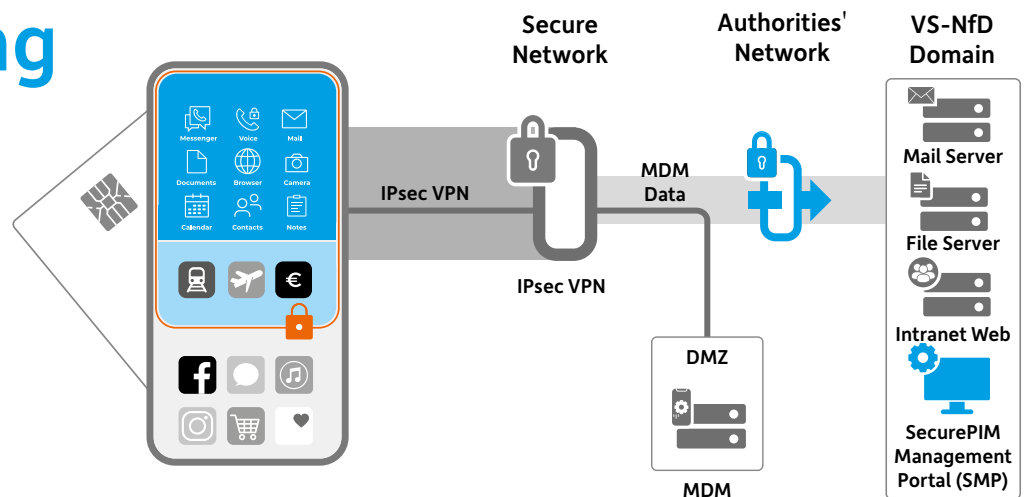 ng
Secure
Network
Authorities'
Network
VS-NfD
Domain
Messenger
Voice
Mail
Documents
Browser
Camera
Calendar
Contacts
Notes
€
f
IPsec VPN
IPsec VPN
MDM
Data
DMZ
MDM
Mail Server
File Server
Intranet Web
SecurePIM
Management
Portal (SMP)